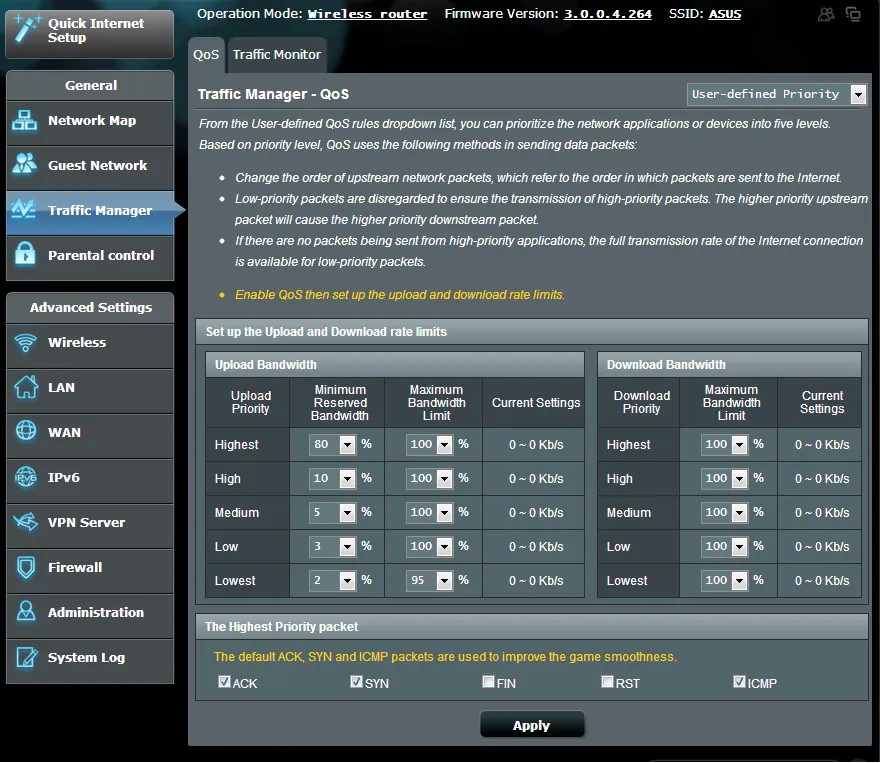 Quick Internet
Setup
Operation Mode: Wireless router Firmware Version: 3.0.0.4.264 SSID: ASUS
General
Network Map
Guest Network
Traffic Manager
Parental control
Advanced Settings
Wireless
LAN
WAN
IPv6
VPN Server
Firewall
Administration
System Log
QoS Traffic Monitor
Traffic Manager - QoS User-defined Priority
From the User-defined QoS rules dropdown list, you can prioritize the network applications or devices into five levels.
Based on priority level, QoS uses the following methods in sending data packets:
• Change the order of upstream network packets, which refer to the order in which packets are sent to the Internet.
• Low-priority packets are disregarded to ensure the transmission of high-priority packets. The higher priority upstream
packet will cause the higher priority downstream packet.
• If there are no packets being sent from high-priority applications, the full transmission rate of the Internet connection
is available for low-priority packets.
• Enable QoS then set up the upload and download rate limits.
Set up the Upload and Download rate limits
Upload Bandwidth
Upload
Priority
Minimum
Reserved
Bandwidth
Maximum
Bandwidth
Limit
Current Settings
Highest 80 % 100 % 0 ~ 0 Kb/s
High 10 % 100 % 0 ~ 0 Kb/s
Medium 5 % 100 % 0 ~ 0 Kb/s
Low 3 % 100 % 0 ~ 0 Kb/s
Lowest 2 % 95 % 0 ~ 0 Kb/s
Download Bandwidth
Download
Priority
Maximum
Bandwidth
Limit
Current
Settings
Highest 100 % 0 ~ 0 Kb/s
High 100 % 0 ~ 0 Kb/s
Medium 100 % 0 ~ 0 Kb/s
Low 100 % 0 ~ 0 Kb/s
Lowest 100 % 0 ~ 0 Kb/s
The Highest Priority packet
The default ACK, SYN and ICMP packets are used to improve the game smoothness.
ACK SYN FIN RST ICMP
Apply